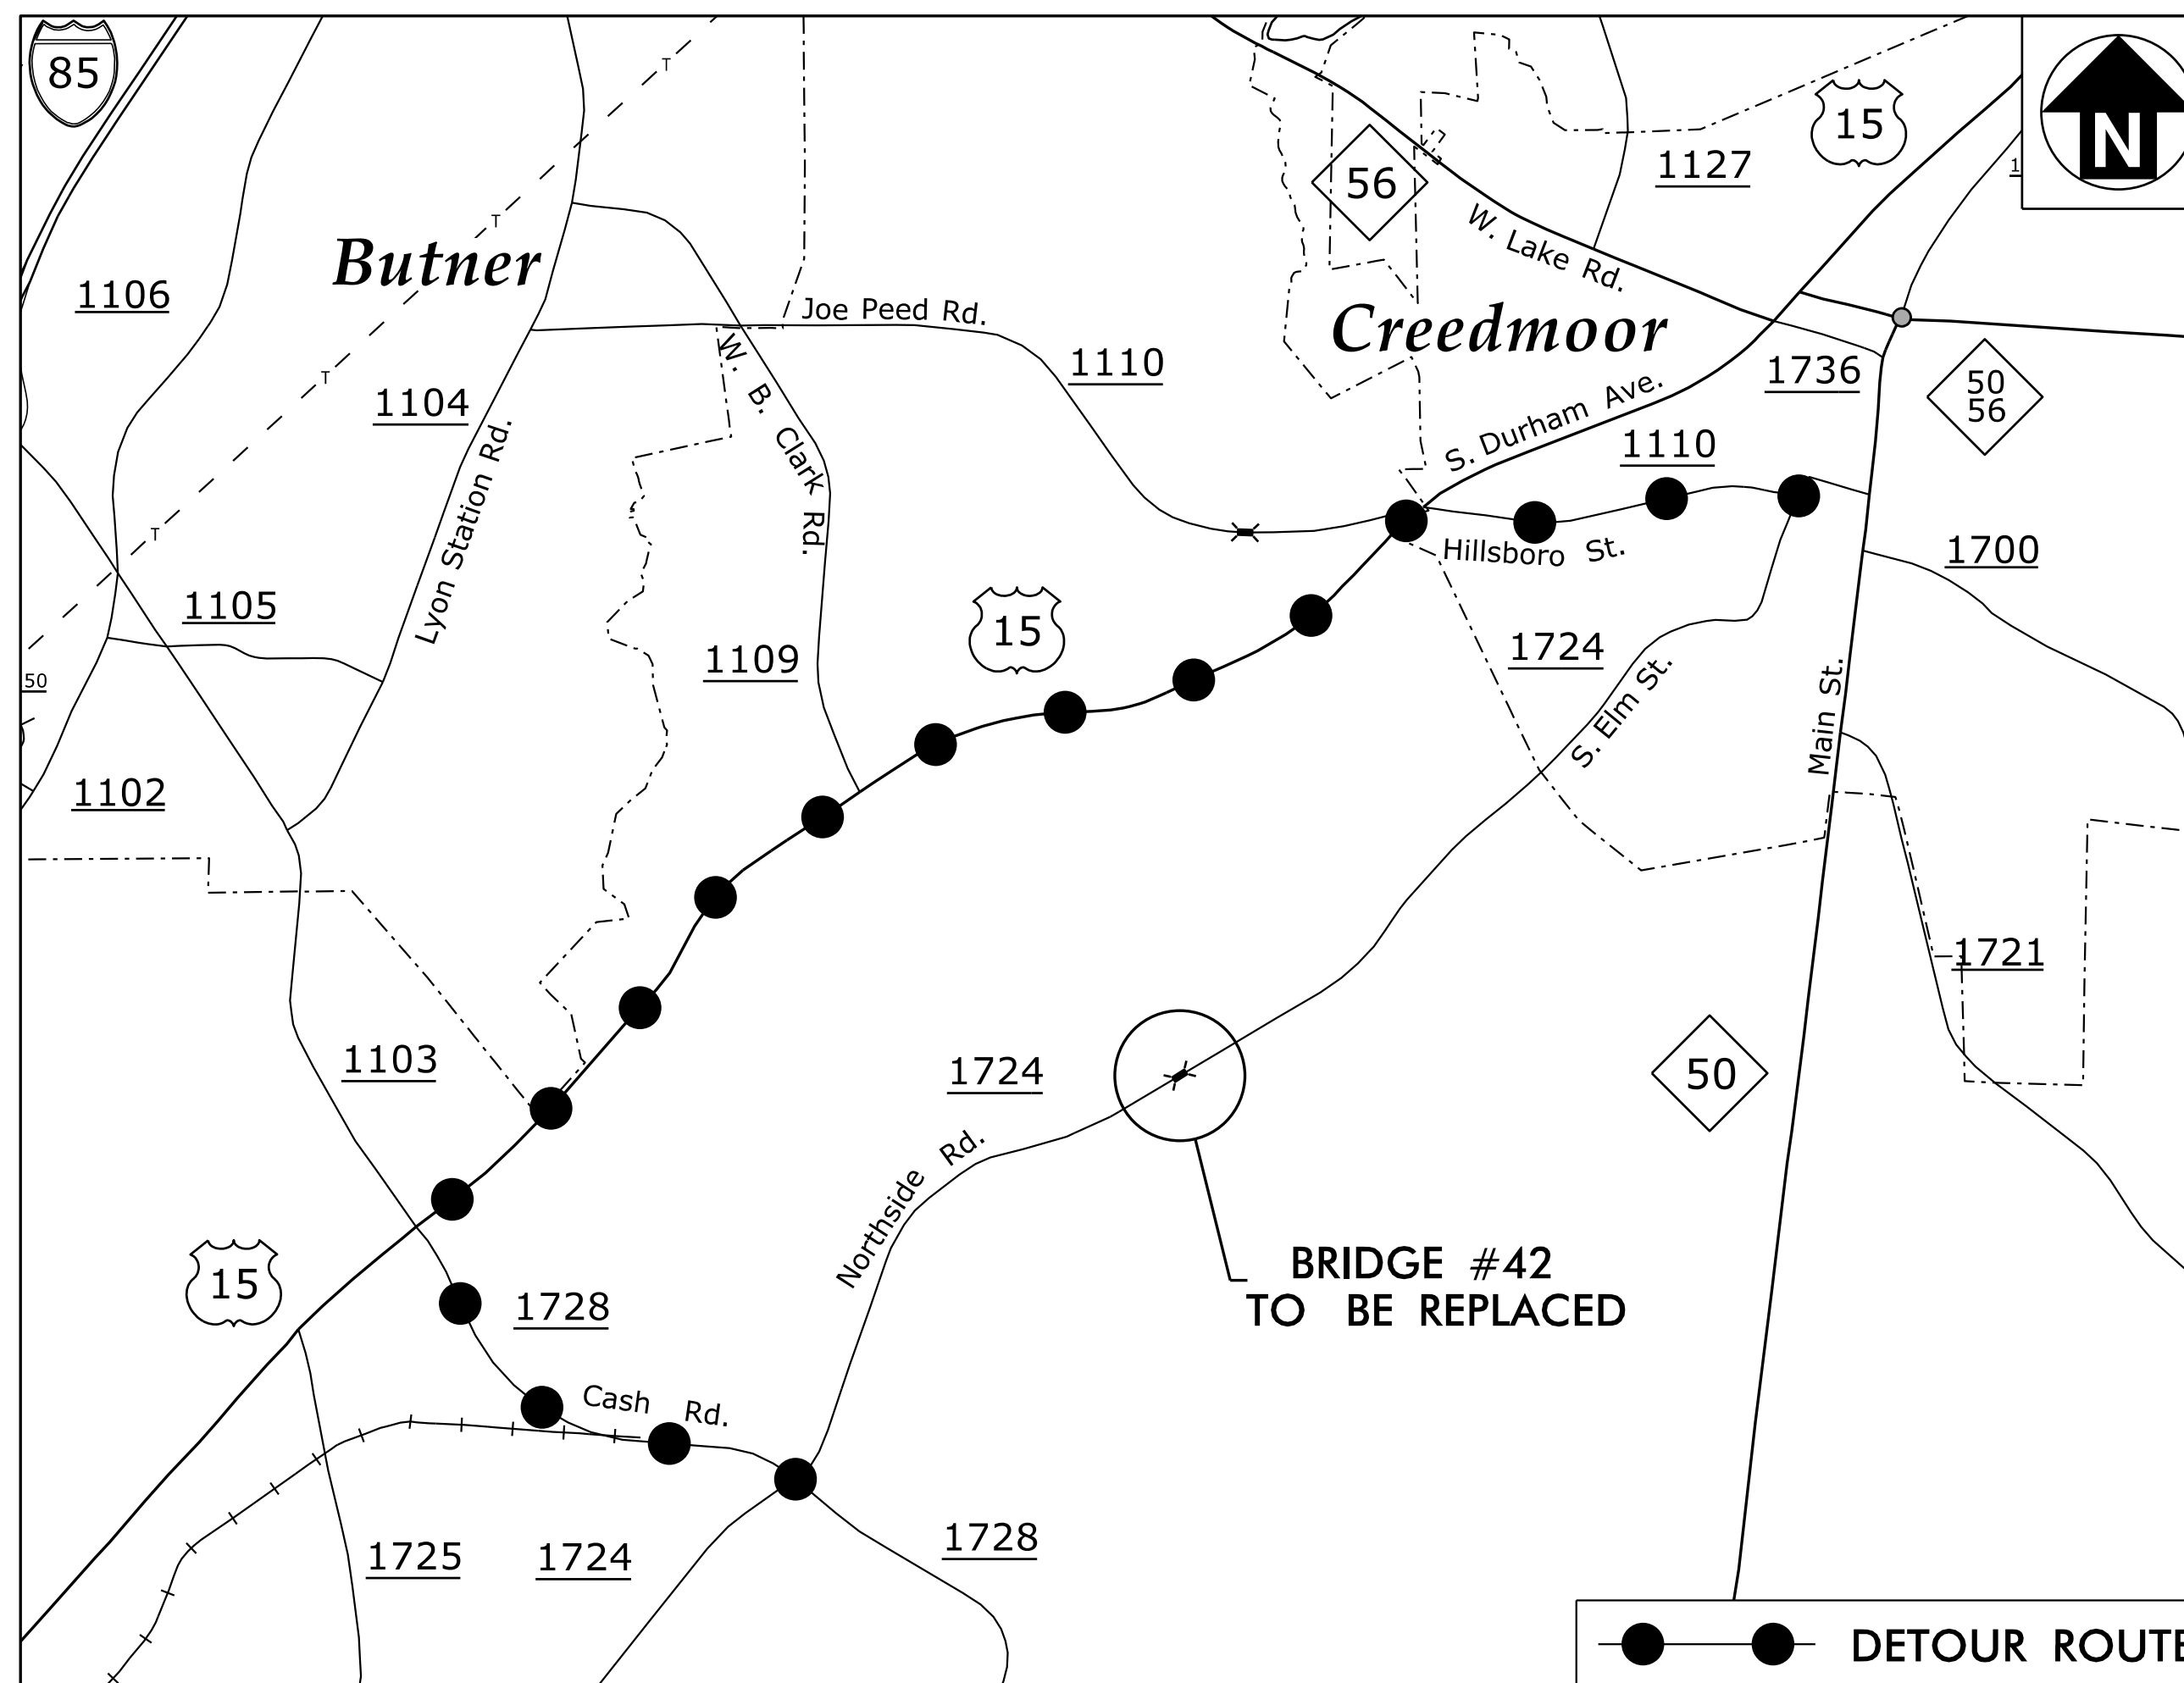 85
15
N
1127
56
1
W. Lake Rd.
Butner
1106
Joe Peed Rd.
Creedmoor
1110
1736
50
56
W. B. Clark Rd.
1104
S. Durham Ave.
1110
Lyon Station Rd.
Hillsboro St.
1700
1105
15
1109
1724
50
S. Elm St.
Main St.
1102
1721
1103
1724
50
Northside Rd.
BRIDGE #42
TO BE REPLACED
15
1728
Cash Rd.
1725
1724
1728
DETOUR ROUTE
T
T
T
T